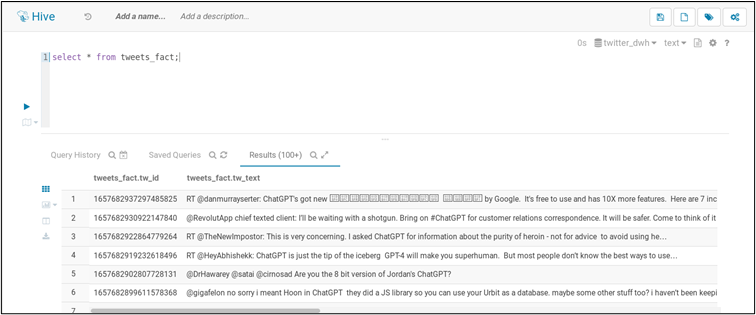 Hive Add a name... Add a description...
0s twitter_dwh text ?
1 select * from tweets_fact;
Query History Saved Queries Results (100+)
tweets_fact.tw_id tweets_fact.tw_text
1 1657682937297485825 RT @danmurrayserter: ChatGPT's got new by Google. It's free to use and has 10X more features. Here are 7 inc
2 1657682930922147840 @RevolutApp chief texted client: I'll be waiting with a shotgun. Bring on #ChatGPT for customer relations correspondence. It will be safer. Come to think of it
3 1657682922864779264 RT @TheNewImpostor: This is very concerning. I asked ChatGPT for information about the purity of heroin - not for advice to avoid using he...
4 1657682919232618496 RT @HeyAbhishekk: ChatGPT is just the tip of the iceberg GPT-4 will make you superhuman. But most people don't know the best ways to use...
5 1657682902807728131 @DrHawarey @satai @cirnosad Are you the 8 bit version of Jordan's ChatGPT?
6 1657682899611578368 @gigafelon no sorry i meant Hoon in ChatGPT they did a JS library so you can use your Urbit as a database. maybe some other stuff too? i haven't been keepi
7